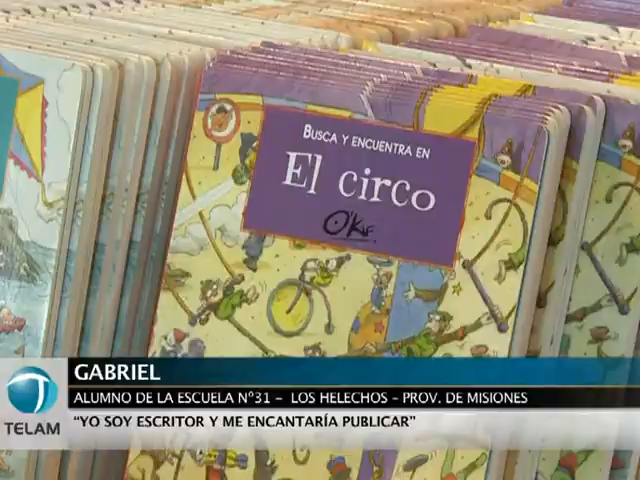 BUSCA Y ENCUENTRA EN
El circo
O'Kif.
GABRIEL
ALUMNO DE LA ESCUELA N°31 – LOS HELECHOS – PROV. DE MISIONES
"YO SOY ESCRITOR Y ME ENCANTARÍA PUBLICAR"
TELAM